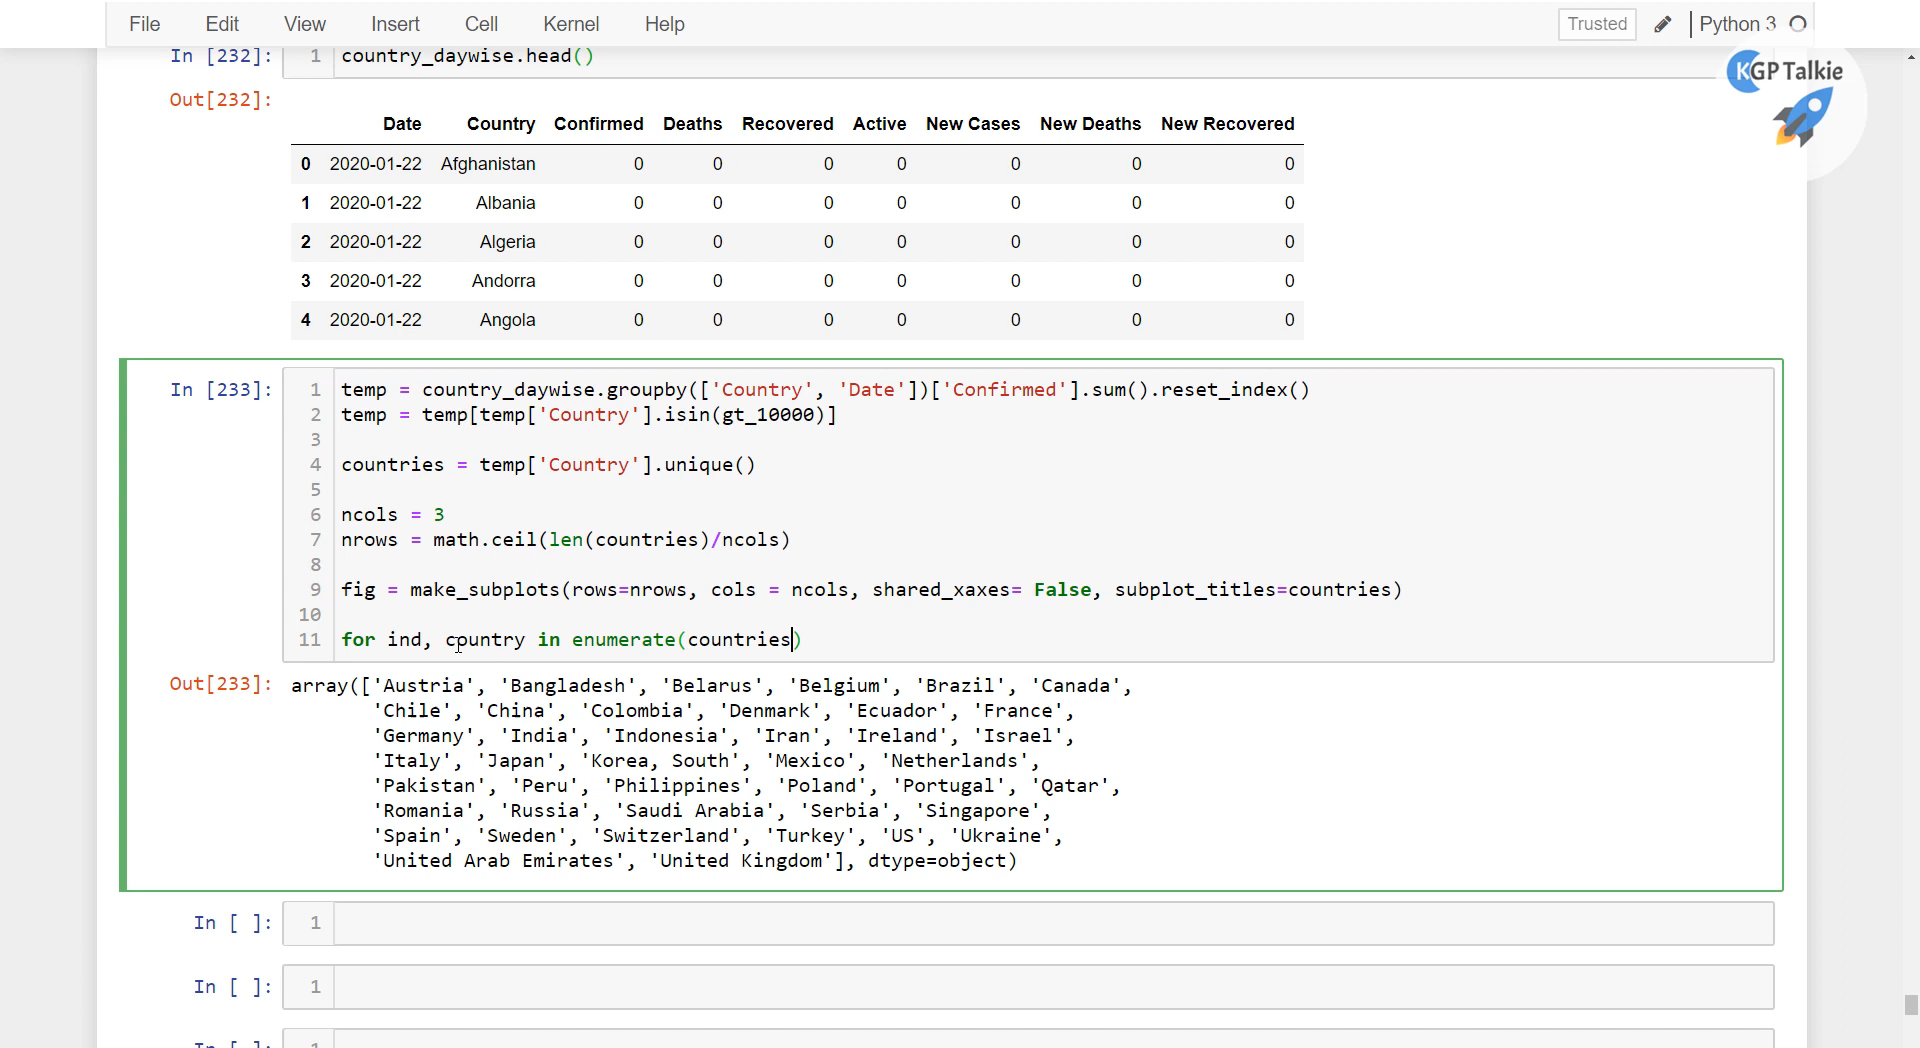 File Edit View Insert Cell Kernel Help Trusted Python 3
KGP Talkie
In [232]: 1 country_daywise.head()
Out[232]:
Date Country Confirmed Deaths Recovered Active New Cases New Deaths New Recovered
0 2020-01-22 Afghanistan 0 0 0 0 0 0 0
1 2020-01-22 Albania 0 0 0 0 0 0 0
2 2020-01-22 Algeria 0 0 0 0 0 0 0
3 2020-01-22 Andorra 0 0 0 0 0 0 0
4 2020-01-22 Angola 0 0 0 0 0 0 0
In [233]: 1 temp = country_daywise.groupby(['Country', 'Date'])['Confirmed'].sum().reset_index()
2 temp = temp[temp['Country'].isin(gt_10000)]
3
4 countries = temp['Country'].unique()
5
6 ncols = 3
7 nrows = math.ceil(len(countries)/ncols)
8
9 fig = make_subplots(rows=nrows, cols = ncols, shared_xaxes= False, subplot_titles=countries)
10
11 for ind, country in enumerate(countries)
Out[233]: array(['Austria', 'Bangladesh', 'Belarus', 'Belgium', 'Brazil', 'Canada',
'Chile', 'China', 'Colombia', 'Denmark', 'Ecuador', 'France',
'Germany', 'India', 'Indonesia', 'Iran', 'Ireland', 'Israel',
'Italy', 'Japan', 'Korea, South', 'Mexico', 'Netherlands',
'Pakistan', 'Peru', 'Philippines', 'Poland', 'Portugal', 'Qatar',
'Romania', 'Russia', 'Saudi Arabia', 'Serbia', 'Singapore',
'Spain', 'Sweden', 'Switzerland', 'Turkey', 'US', 'Ukraine',
'United Arab Emirates', 'United Kingdom'], dtype=object)
In [ ]: 1
In [ ]: 1
In [ ]: 1